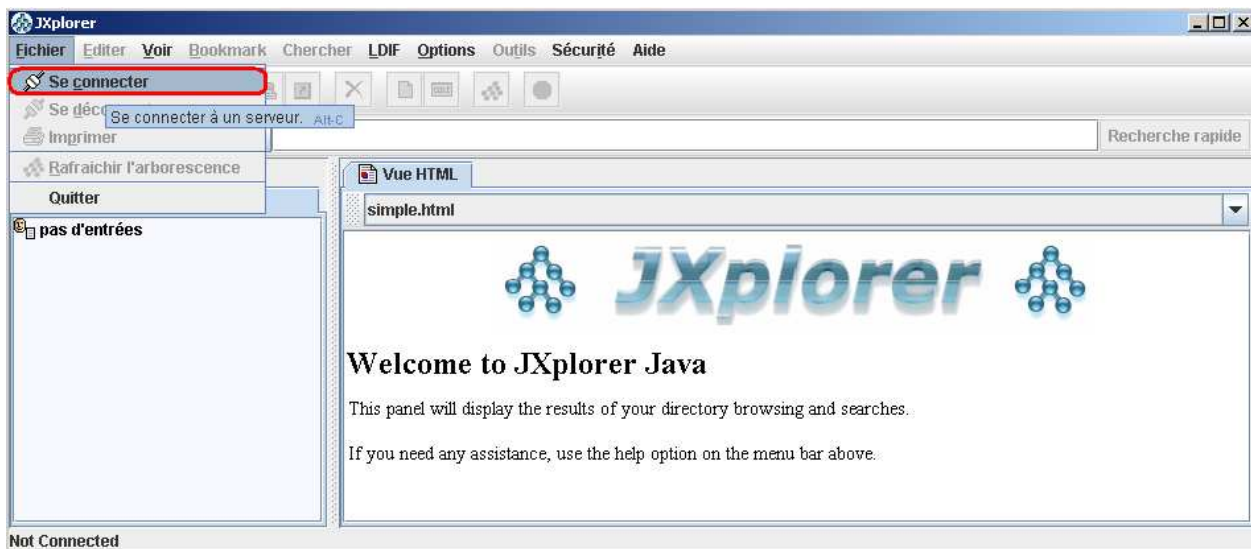 JXplorer
Fichier Editer Voir Bookmark Chercher LDIF Options Outils Sécurité Aide
Se connecter
Se déco
Se connecter à un serveur. Alt-C
Imprimer
Recherche rapide
Rafraichir l'arborescence
Quitter
Vue HTML
simple.html
pas d'entrées
JXplorer
Welcome to JXplorer Java
This panel will display the results of your directory browsing and searches.
If you need any assistance, use the help option on the menu bar above.
Not Connected